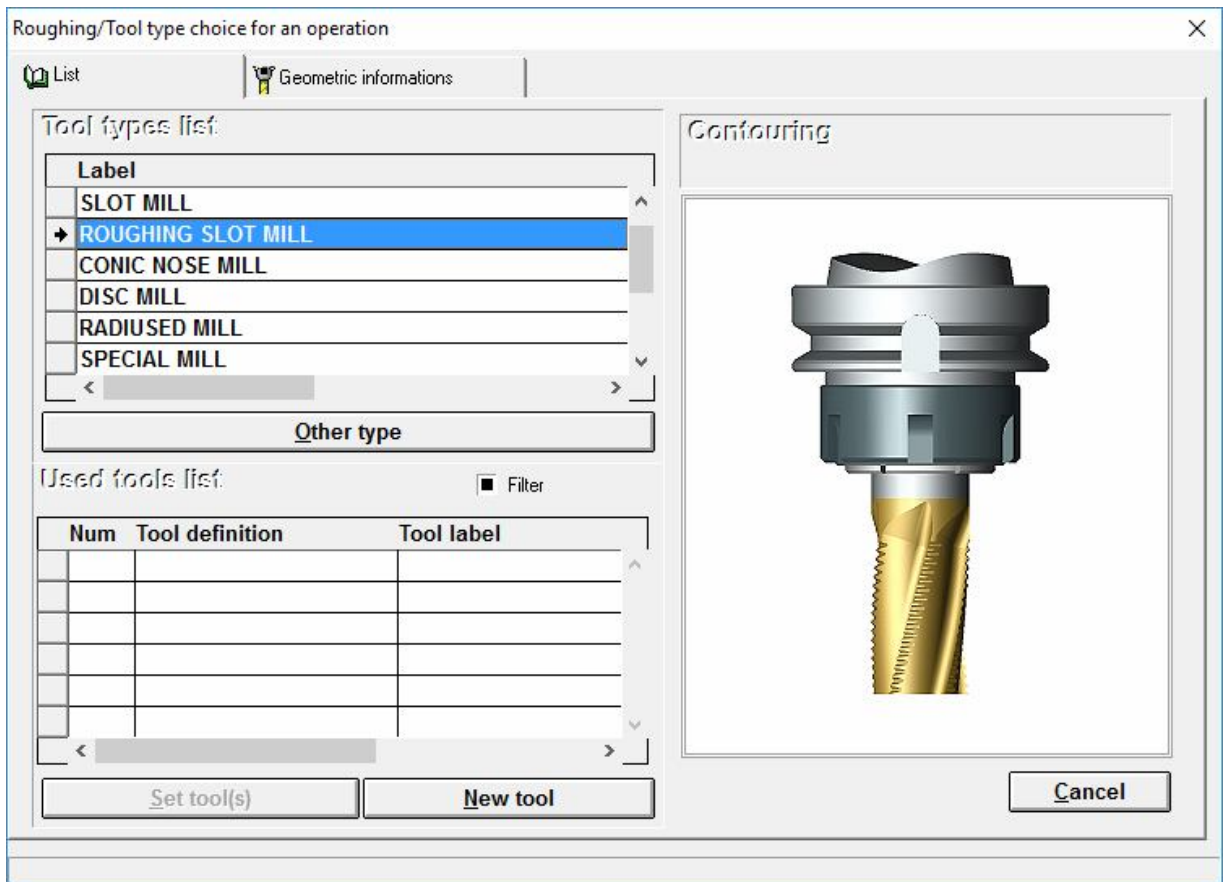 Roughing/Tool type choice for an operation
List
Geometric informations
Tool types list
Label
SLOT MILL
ROUGHING SLOT MILL
CONIC NOSE MILL
DISC MILL
RADIUSED MILL
SPECIAL MILL
Other type
Used tools list
Filter
Num Tool definition Tool label
Set tool(s)
New tool
Contouring
Cancel